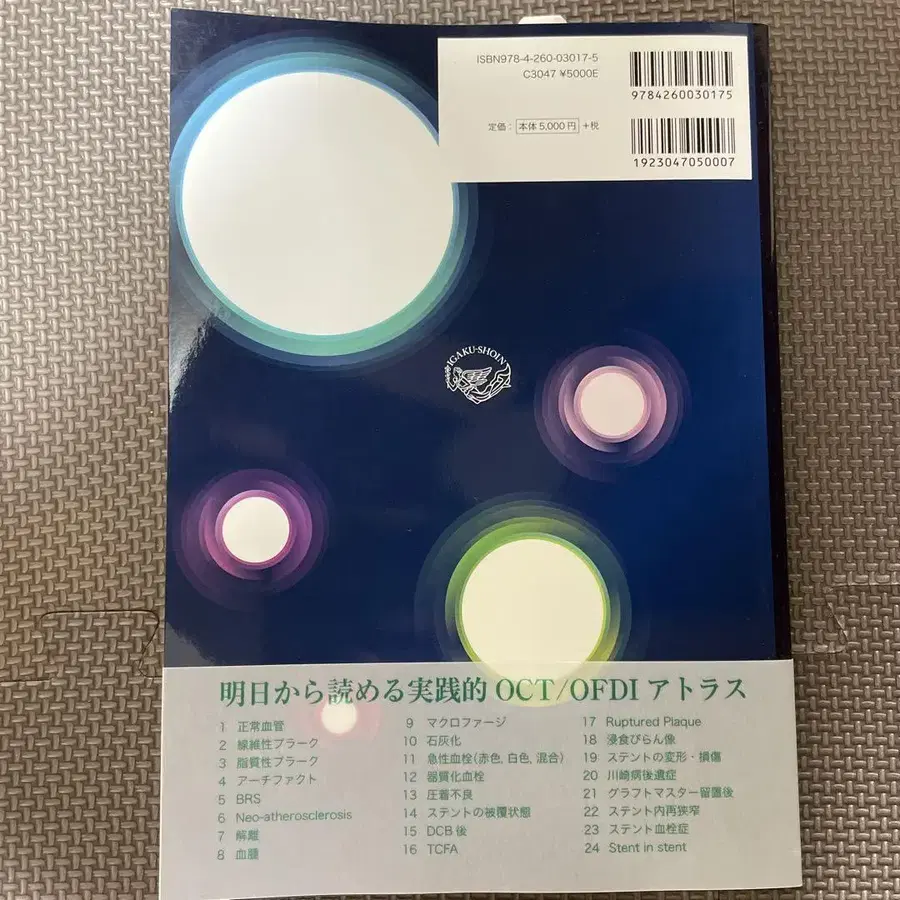 ISBN978-4-260-03017-5
C3047 ¥5000E
9784260030175
定価：本体5,000円+税
1923047050007
IGAKU-SHOIN
明日から読める実践的 OCT/OFDI アトラス
1 正常血管
2 線維性プラーク
3 脂質性プラーク
4 アーチファクト
5 BRS
6 Neo-atherosclerosis
7 解離
8 血腫
9 マクロファージ
10 石灰化
11 急性血栓(赤色, 白色, 混合)
12 器質化血栓
13 圧着不良
14 ステントの被覆状態
15 DCB 後
16 TCFA
17 Ruptured Plaque
18 浸食びらん像
19 ステントの変形・損傷
20 川崎病後遺症
21 グラフトマスター留置後
22 ステント内再狭窄
23 ステント血栓症
24 Stent in stent